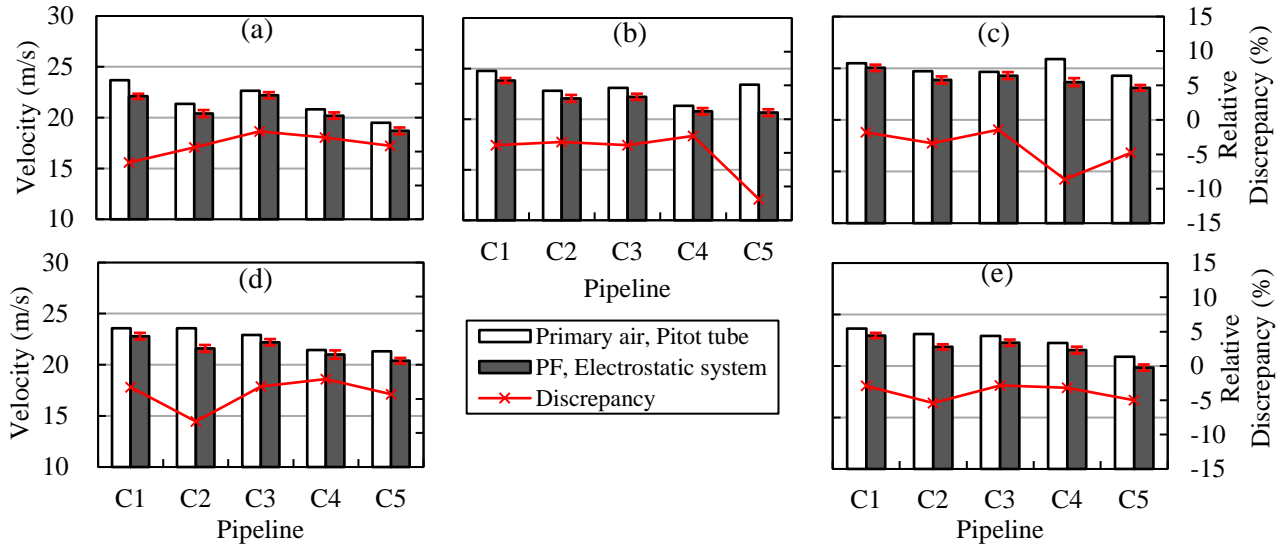 (a)
Velocity (m/s)
30
25
20
15
10
(b)
C1 C2 C3 C4 C5
Pipeline
(c)
15
10
5
0
-5
-10
-15
Relative
Discrepancy (%)
(d)
Velocity (m/s)
30
25
20
15
10
C1 C2 C3 C4 C5
Pipeline
Primary air, Pitot tube
PF, Electrostatic system
Discrepancy
(e)
15
10
5
0
-5
-10
-15
Relative
Discrepancy (%)
C1 C2 C3 C4 C5
Pipeline